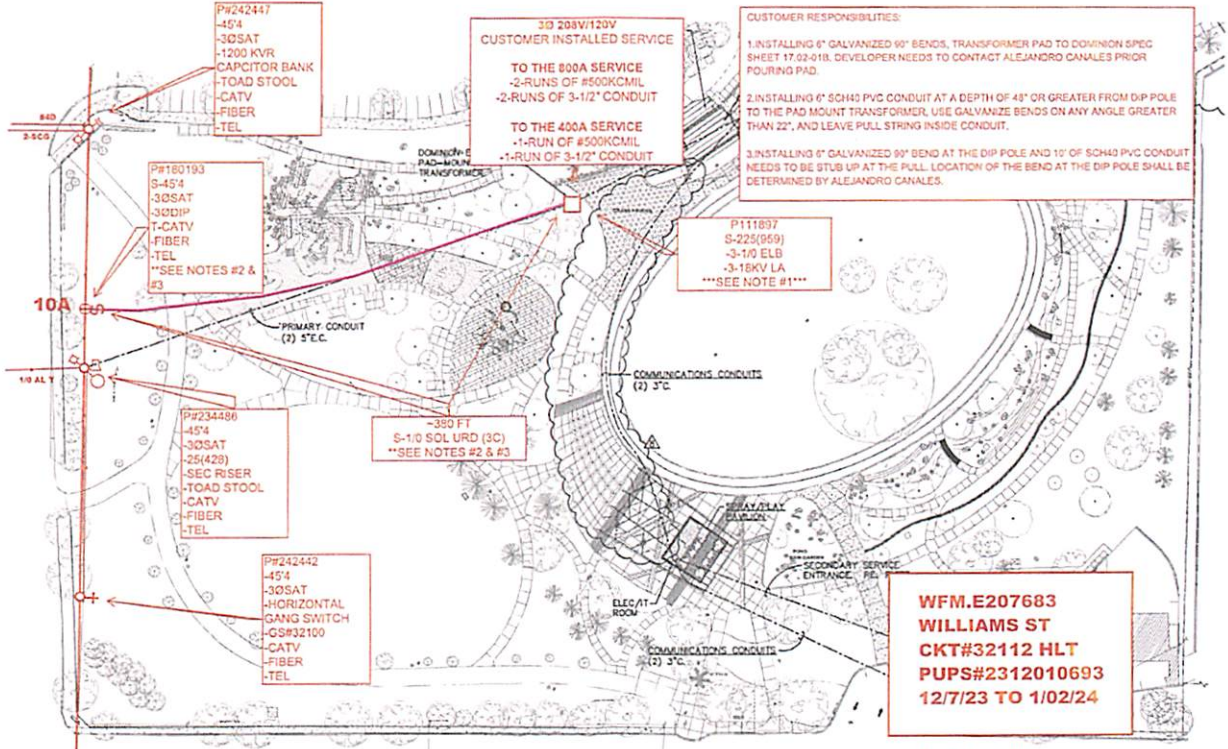 P#242447
-45'4
-3ØSAT
-1200 KVR
CAPCITOR BANK
-TOAD STOOL
-CATV
-FIBER
-TEL
3Ø 208V/120V
CUSTOMER INSTALLED SERVICE
TO THE 800A SERVICE
-2-RUNS OF #500KCMIL
-2-RUNS OF 3-1/2" CONDUIT
TO THE 400A SERVICE
-1-RUN OF #500KCMIL
-1-RUN OF 3-1/2" CONDUIT
CUSTOMER RESPONSIBILITIES:
1.INSTALLING 6" GALVANIZED 90° BENDS, TRANSFORMER PAD TO DOMINION SPEC
SHEET 17.02-01B. DEVELOPER NEEDS TO CONTACT ALEJANDRO CANALES PRIOR
POURING PAD.
2.INSTALLING 6" SCH40 PVC CONDUIT AT A DEPTH OF 48" OR GREATER FROM DIP POLE
TO THE PAD MOUNT TRANSFORMER, USE GALVANIZE BENDS ON ANY ANGLE GREATER
THAN 22°, AND LEAVE PULL STRING INSIDE CONDUIT.
3.INSTALLING 6" GALVANIZED 90° BEND AT THE DIP POLE AND 10' OF SCH40 PVC CONDUIT
NEEDS TO BE STUB UP AT THE PULL. LOCATION OF THE BEND AT THE DIP POLE SHALL BE
DETERMINED BY ALEJANDRO CANALES.
DOMINION-E
PAD-MOUN
TRANSFORMER
P#180193
S-45'4
-3ØSAT
-3ØDIP
T-CATV
-FIBER
-TEL
**SEE NOTES #2 &
#3
P111897
S-225(959)
-3-1/0 ELB
-3-18KV LA
***SEE NOTE #1***
10A
PRIMARY CONDUIT
(2) 5"E.C.
1/0 AL T
COMMUNICATIONS CONDUITS
(2) 3"C.
P#234486
-45'4
-3ØSAT
-25(428)
-SEC RISER
-TOAD STOOL
-CATV
-FIBER
-TEL
~380 FT
S-1/0 SOL URD (3C)
**SEE NOTES #2 & #3
SPRAY/PLAY
PAVILION
SECONDARY SERVICE
ENTRANCE. RE.
P#242442
-45'4
-3ØSAT
-HORIZONTAL
GANG SWITCH
-GS#32100
-CATV
-FIBER
-TEL
ELEC/IT
ROOM
COMMUNICATIONS CONDUITS
(2) 3"C.
WFM.E207683
WILLIAMS ST
CKT#32112 HLT
PUPS#2312010693
12/7/23 TO 1/02/24